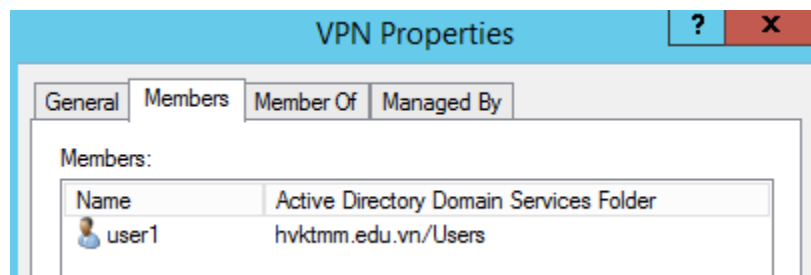 VPN Properties ? x
General Members Member Of Managed By
Members:
Name Active Directory Domain Services Folder
user1 hvktmm.edu.vn/Users